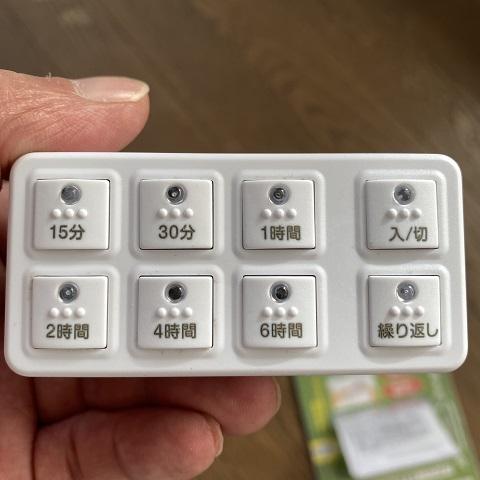 15分
30分
1時間
入/切
2時間
4時間
6時間
繰り返し